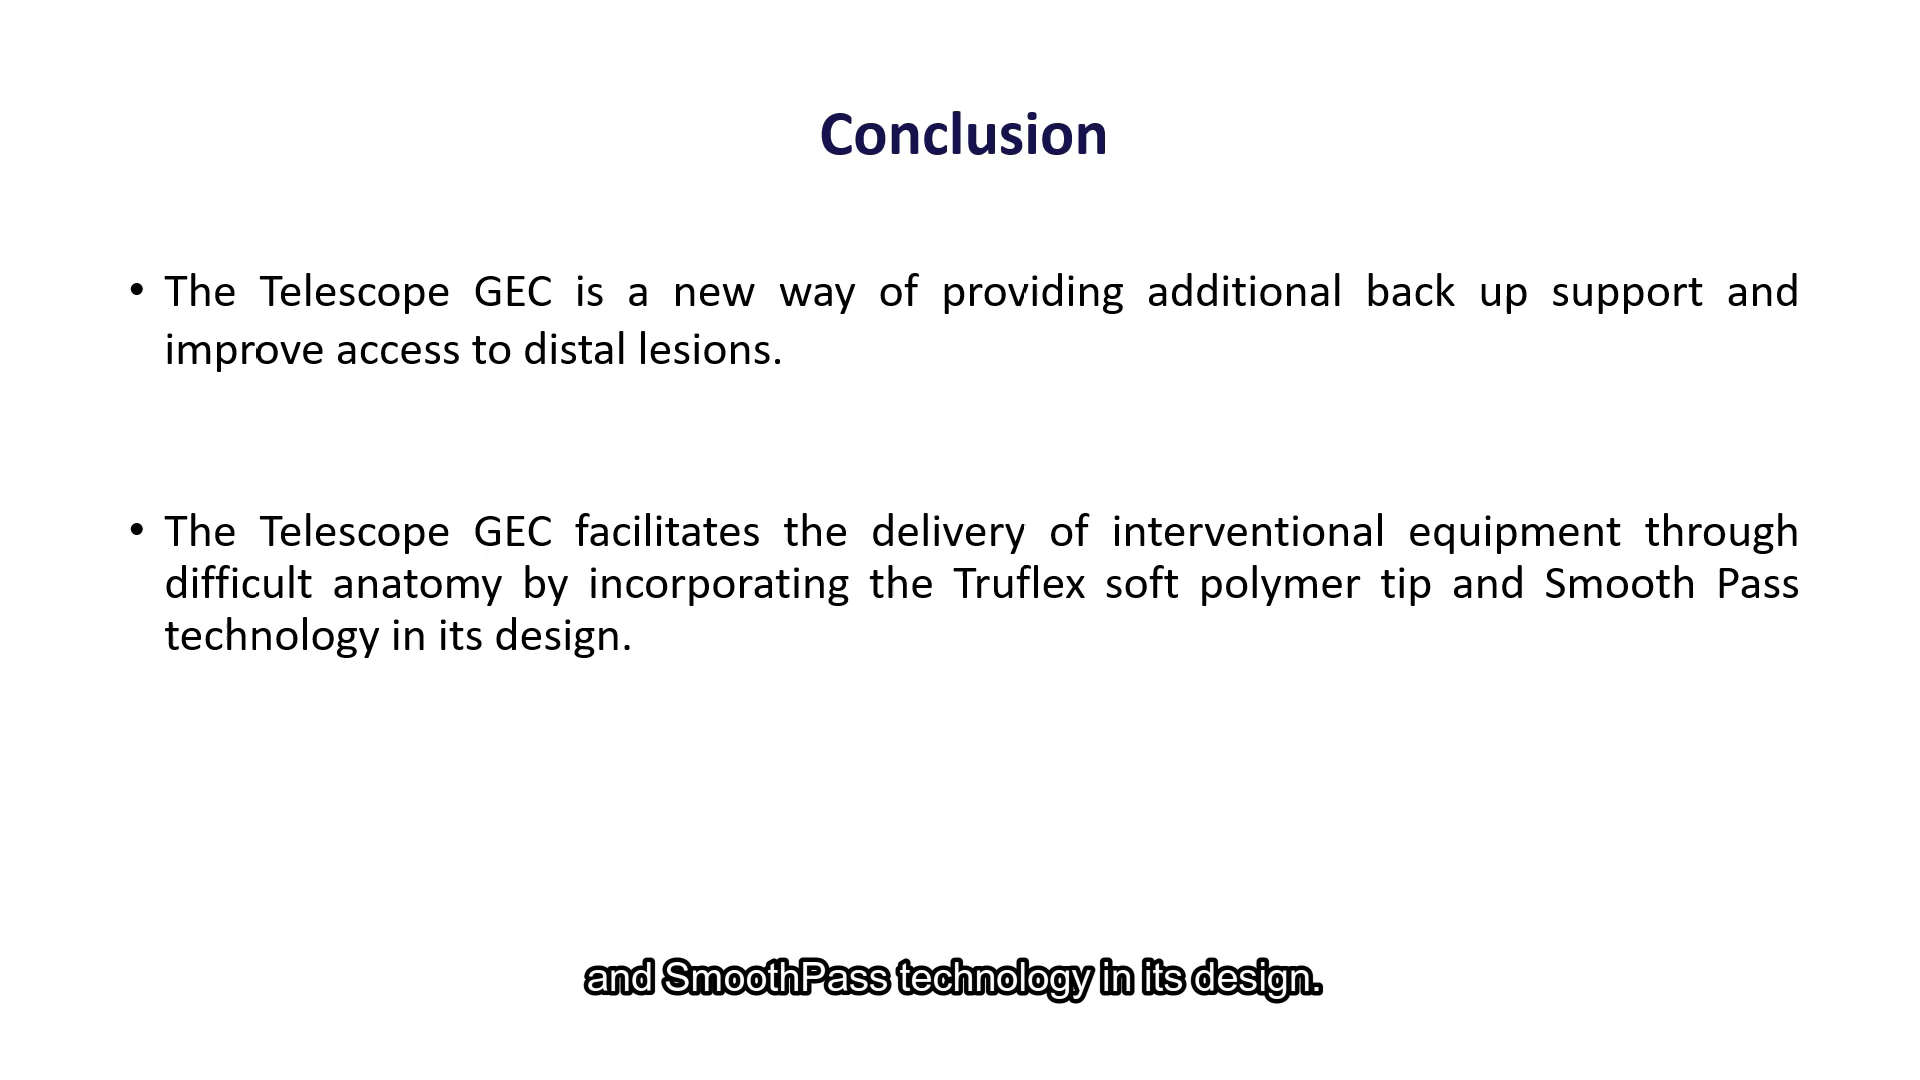 Conclusion
• The Telescope GEC is a new way of providing additional back up support and
improve access to distal lesions.
• The Telescope GEC facilitates the delivery of interventional equipment through
difficult anatomy by incorporating the Truflex soft polymer tip and Smooth Pass
technology in its design.
and SmoothPass technology in its design.